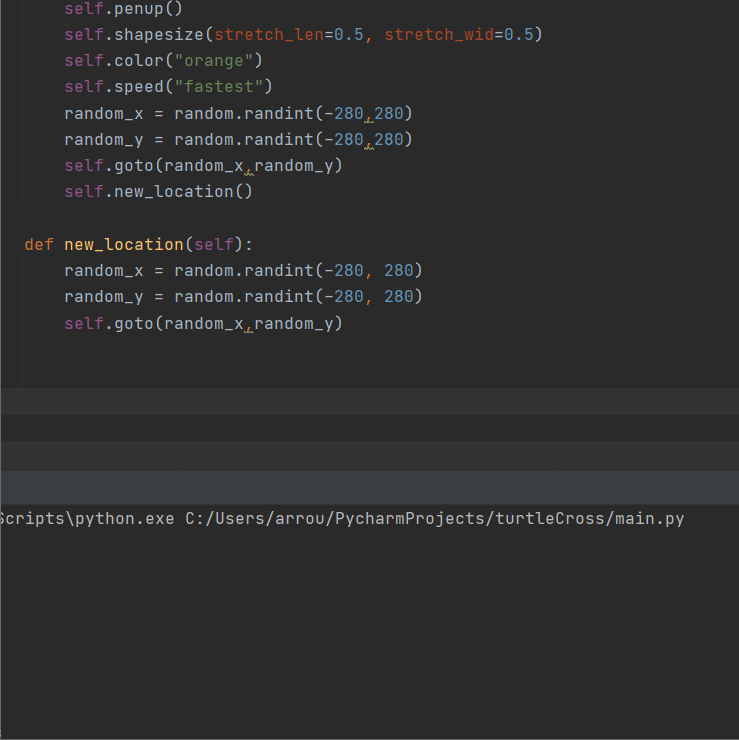 self.penup()
self.shapesize(stretch_len=0.5, stretch_wid=0.5)
self.color("orange")
self.speed("fastest")
random_x = random.randint(-280,280)
random_y = random.randint(-280,280)
self.goto(random_x,random_y)
self.new_location()
def new_location(self):
random_x = random.randint(-280, 280)
random_y = random.randint(-280, 280)
self.goto(random_x,random_y)
Scripts\python.exe C:/Users/arrou/PycharmProjects/turtleCross/main.py